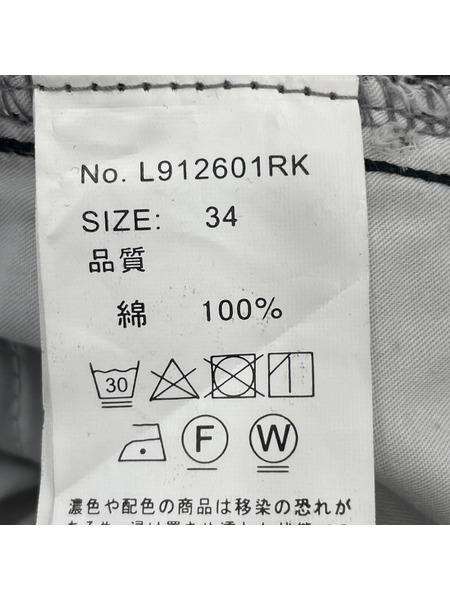 No. L912601RK
SIZE: 34
品質
綿 100%
30
F W
濃色や配色の商品は移染の恐れが